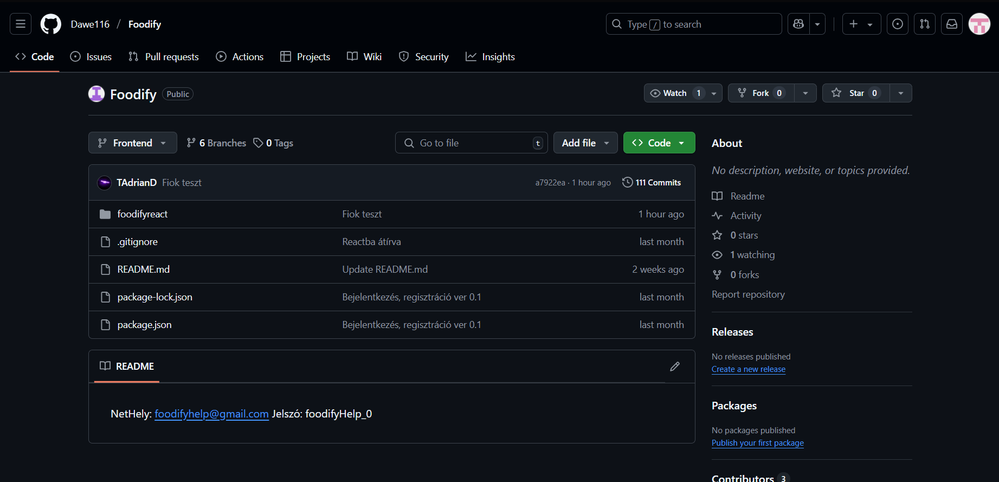 Dawe116 / Foodify
Type / to search
Code
Issues
Pull requests
Actions
Projects
Wiki
Security
Insights
Foodify Public
Watch 1
Fork 0
Star 0
Frontend
6 Branches
0 Tags
Go to file t
Add file
Code
TAdrianD Fiok teszt a7922ea · 1 hour ago 111 Commits
foodifyreact Fiok teszt 1 hour ago
.gitignore Reactba átírva last month
README.md Update README.md 2 weeks ago
package-lock.json Bejelentkezés, regisztráció ver 0.1 last month
package.json Bejelentkezés, regisztráció ver 0.1 last month
README
NetHely: foodifyhelp@gmail.com Jelszó: foodifyHelp_0
About
No description, website, or topics provided.
Readme
Activity
0 stars
1 watching
0 forks
Report repository
Releases
No releases published
Create a new release
Packages
No packages published
Publish your first package
Contributors 3